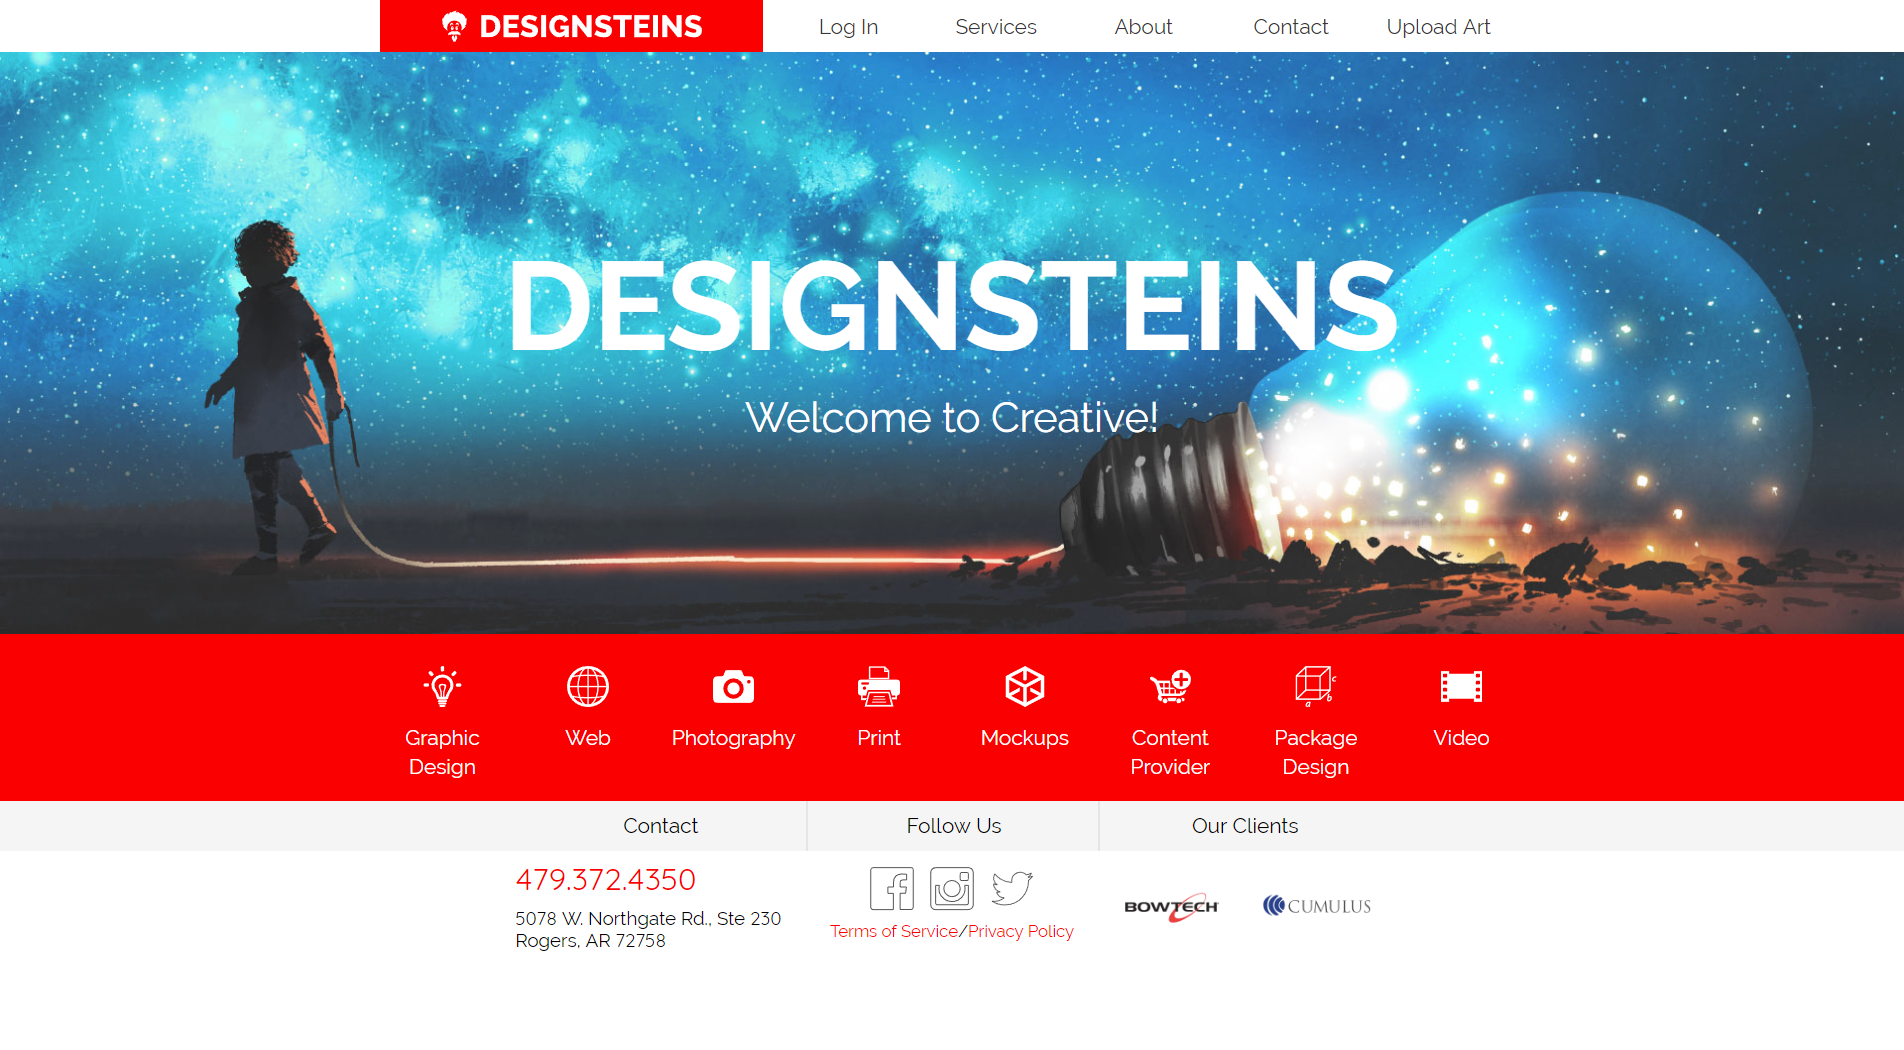 DESIGNSTEINS
Log In
Services
About
Contact
Upload Art
DESIGNSTEINS
Welcome to Creative!
Graphic
Design
Web
Photography
Print
Mockups
Content
Provider
c
b
a
Package
Design
Video
Contact
Follow Us
Our Clients
479.372.4350
5078 W. Northgate Rd., Ste 230
Rogers, AR 72758
Terms of Service/Privacy Policy
BOWTECH
CUMULUS